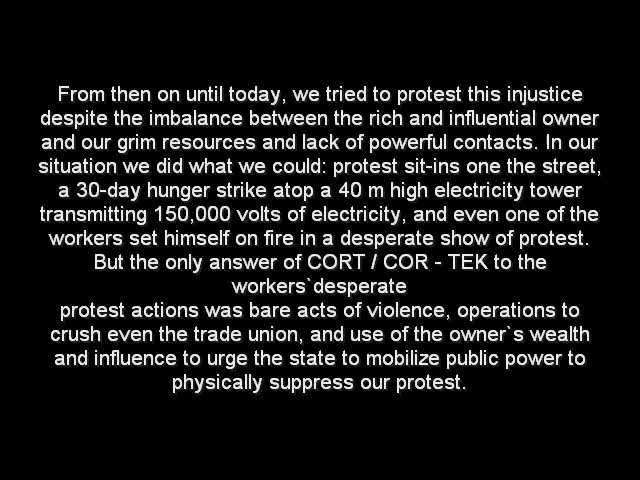 From then on until today, we tried to protest this injustice
despite the imbalance between the rich and influential owner
and our grim resources and lack of powerful contacts. In our
situation we did what we could: protest sit-ins one the street,
a 30-day hunger strike atop a 40 m high electricity tower
transmitting 150,000 volts of electricity, and even one of the
workers set himself on fire in a desperate show of protest.
But the only answer of CORT / COR - TEK to the
workers`desperate
protest actions was bare acts of violence, operations to
crush even the trade union, and use of the owner`s wealth
and influence to urge the state to mobilize public power to
physically suppress our protest.